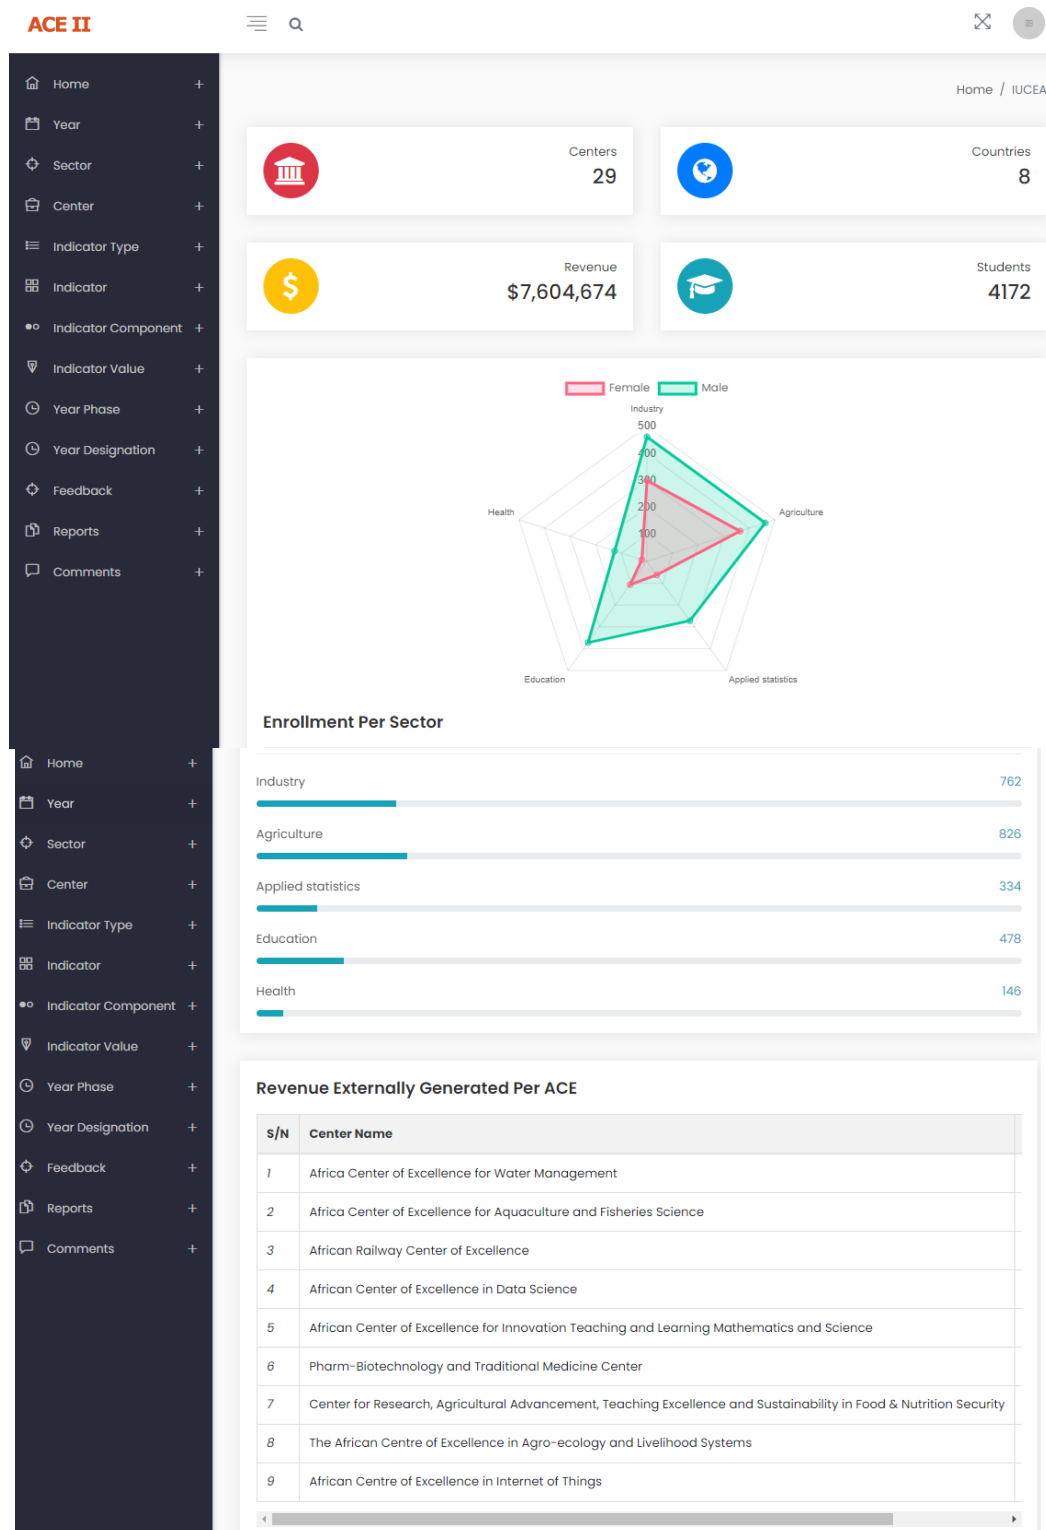 ACE II
Home / IUCEA
Home +
Year +
Sector +
Center +
Indicator Type +
Indicator +
Indicator Component +
Indicator Value +
Year Phase +
Year Designation +
Feedback +
Reports +
Comments +
Centers
29
Countries
8
Revenue
$7,604,674
Students
4172
Female Male
Industry
500
400
300
200
100
Health
Agriculture
Education
Applied statistics
Enrollment Per Sector
Home +
Year +
Sector +
Center +
Indicator Type +
Indicator +
Indicator Component +
Indicator Value +
Year Phase +
Year Designation +
Feedback +
Reports +
Comments +
Industry 762
Agriculture 826
Applied statistics 334
Education 478
Health 146
Revenue Externally Generated Per ACE
S/N Center Name
1 Africa Center of Excellence for Water Management
2 Africa Center of Excellence for Aquaculture and Fisheries Science
3 African Railway Center of Excellence
4 African Center of Excellence in Data Science
5 African Center of Excellence for Innovation Teaching and Learning Mathematics and Science
6 Pharm-Biotechnology and Traditional Medicine Center
7 Center for Research, Agricultural Advancement, Teaching Excellence and Sustainability in Food & Nutrition Security
8 The African Centre of Excellence in Agro-ecology and Livelihood Systems
9 African Centre of Excellence in Internet of Things